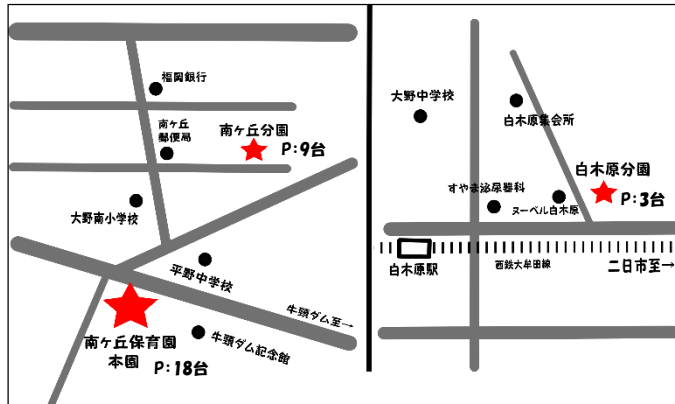 福岡銀行
南ヶ丘
郵便局
南ヶ丘分園
P:9台
大野南小学校
平野中学校
牛頸ダム至→
南ヶ丘保育園
本園
P:18台
牛頸ダム記念館
大野中学校
白木原集会所
白木原分園
P:3台
すやま泌尿器科
ヌーベル白木原
白木原駅
西鉄大牟田線
二日市至→